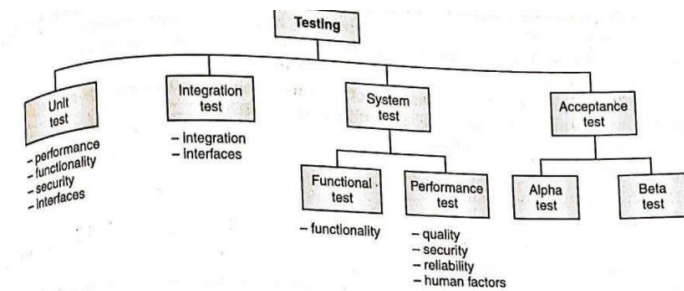 Testing
Unit
test
– performance
– functionality
– security
– interfaces
Integration
test
– Integration
– Interfaces
System
test
Functional
test
– functionality
Performance
test
– quality
– security
– reliability
– human factors
Acceptance
test
Alpha
test
Beta
test